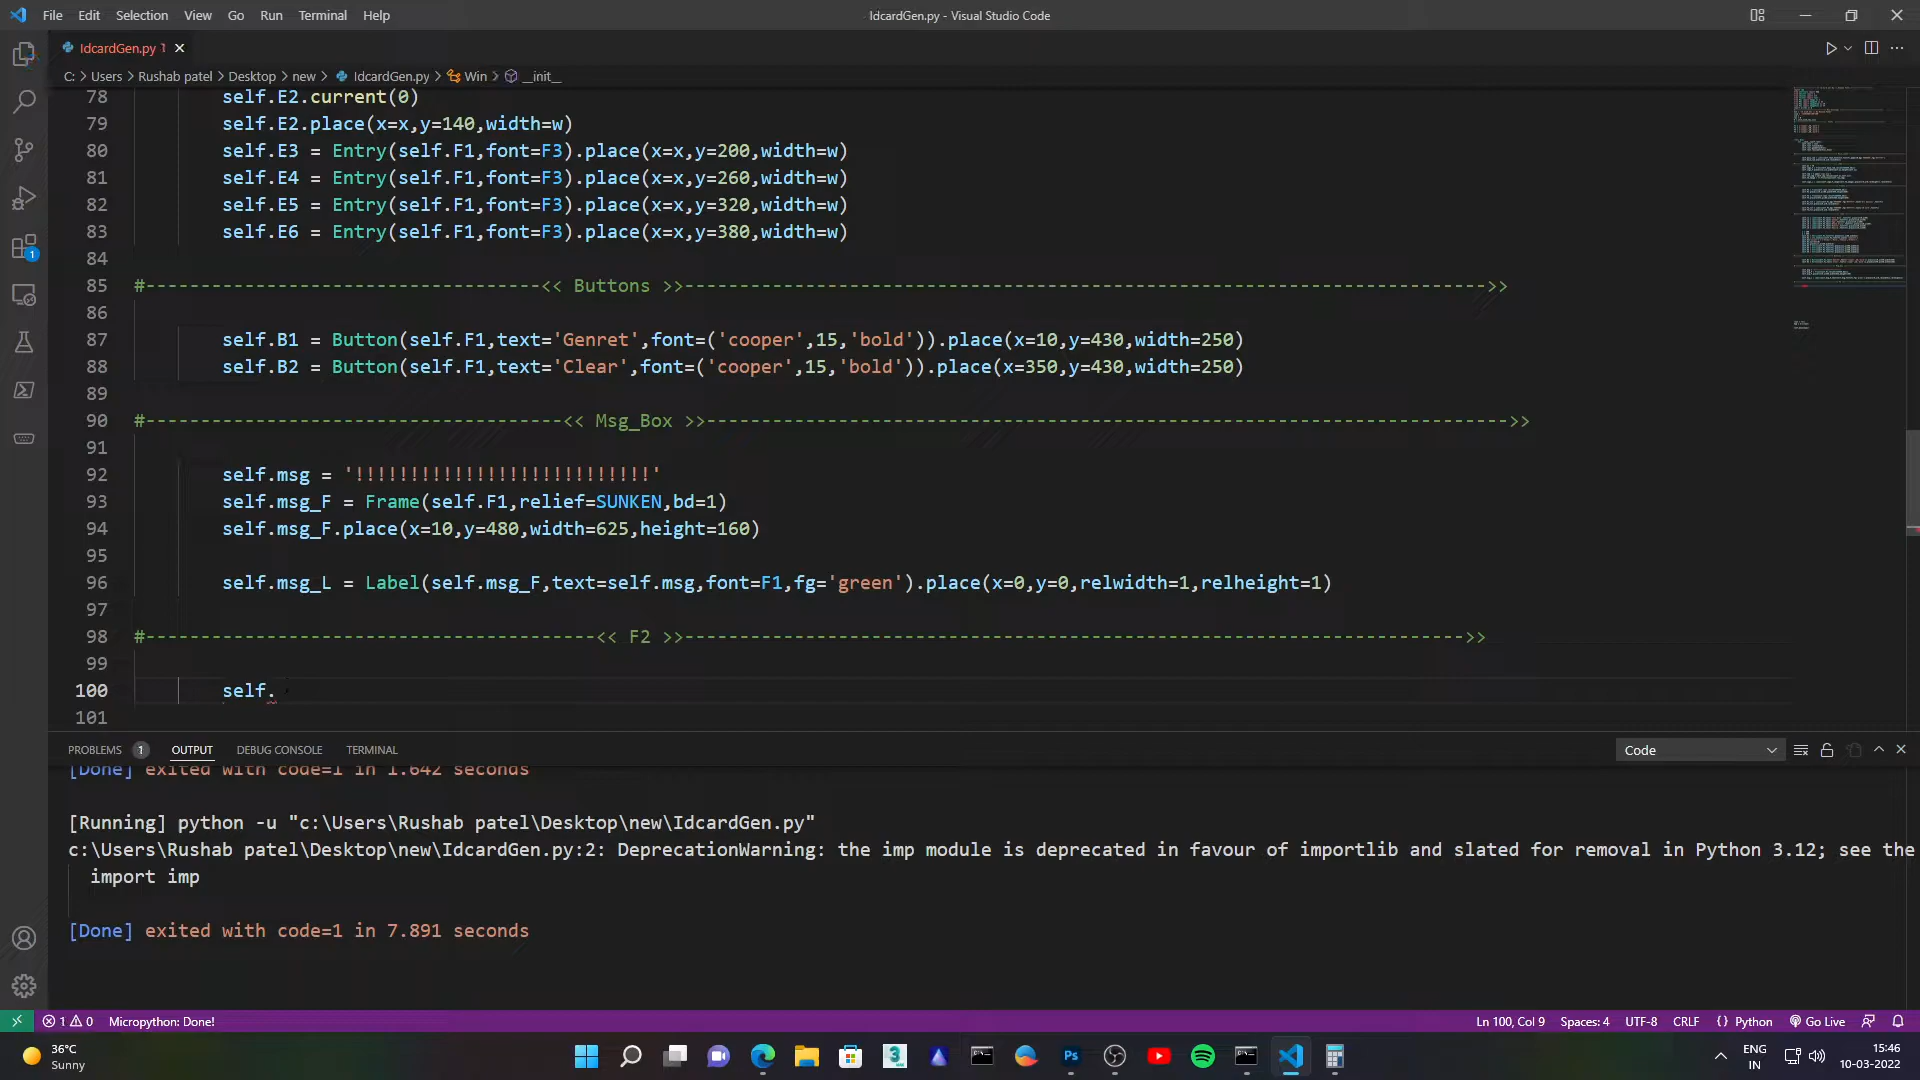 File Edit Selection View Go Run Terminal Help
IdcardGen.py - Visual Studio Code
IdcardGen.py 1
C: > Users > Rushab patel > Desktop > new > IdcardGen.py > Win > __init__
78 self.E2.current(0)
79 self.E2.place(x=x,y=140,width=w)
80 self.E3 = Entry(self.F1,font=F3).place(x=x,y=200,width=w)
81 self.E4 = Entry(self.F1,font=F3).place(x=x,y=260,width=w)
82 self.E5 = Entry(self.F1,font=F3).place(x=x,y=320,width=w)
83 self.E6 = Entry(self.F1,font=F3).place(x=x,y=380,width=w)
84
85 #------------------------------------<< Buttons >>-------------------------------------------------------------------------->>
86
87 self.B1 = Button(self.F1,text='Genret',font=('cooper',15,'bold')).place(x=10,y=430,width=250)
88 self.B2 = Button(self.F1,text='Clear',font=('cooper',15,'bold')).place(x=350,y=430,width=250)
89
90 #--------------------------------------<< Msg_Box >>-------------------------------------------------------------------------->>
91
92 self.msg = '!!!!!!!!!!!!!!!!!!!!!!!!!!!'
93 self.msg_F = Frame(self.F1,relief=SUNKEN,bd=1)
94 self.msg_F.place(x=10,y=480,width=625,height=160)
95
96 self.msg_L = Label(self.msg_F,text=self.msg,font=F1,fg='green').place(x=0,y=0,relwidth=1,relheight=1)
97
98 #-----------------------------------------<< F2 >>----------------------------------------------------------------------->>
99
100 self.
101
PROBLEMS 1 OUTPUT DEBUG CONSOLE TERMINAL Code
[Done] exited with code=1 in 1.642 seconds
[Running] python -u "c:\Users\Rushab patel\Desktop\new\IdcardGen.py"
c:\Users\Rushab patel\Desktop\new\IdcardGen.py:2: DeprecationWarning: the imp module is deprecated in favour of importlib and slated for removal in Python 3.12; see the
import imp
[Done] exited with code=1 in 7.891 seconds
1 0 Micropython: Done! Ln 100, Col 9 Spaces: 4 UTF-8 CRLF Python Go Live
36°C
Sunny
ENG
IN
15:46
10-03-2022